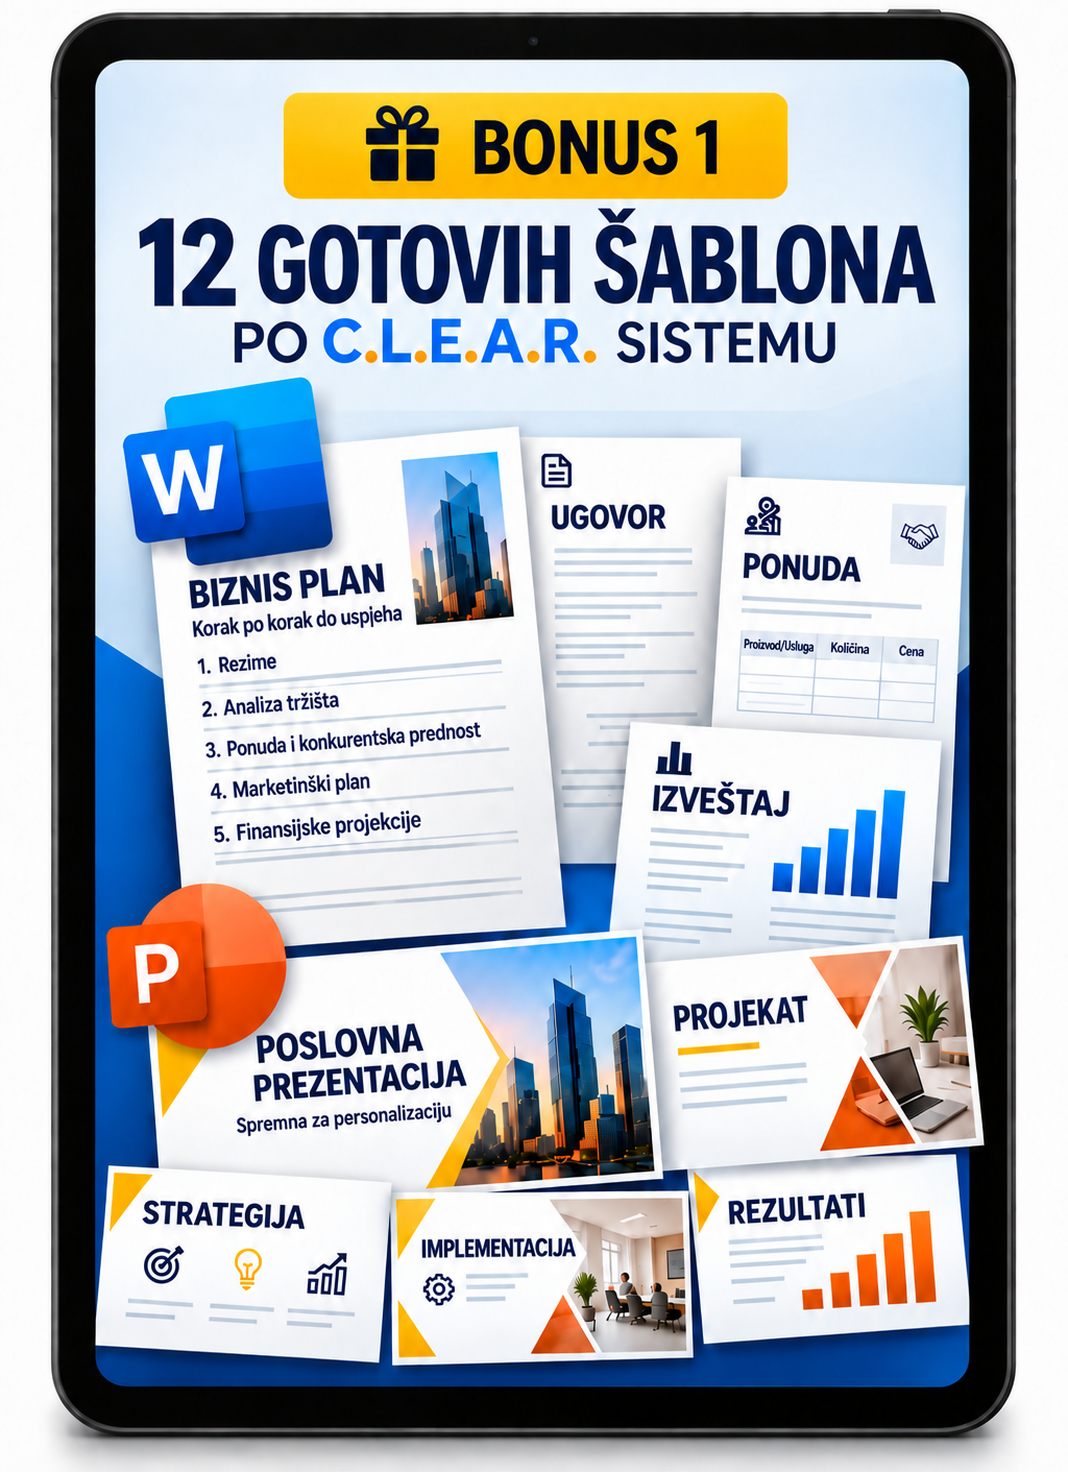 BONUS 1
12 GOTOVIH ŠABLONA
PO C.L.E.A.R. SISTEMU
W
BIZNIS PLAN
Korak po korak do uspjeha
1. Rezime
2. Analiza tržišta
3. Ponuda i konkurentska prednost
4. Marketinški plan
5. Finansijske projekcije
UGOVOR
PONUDA
Proizvod/Usluga Količina Cena
IZVEŠTAJ
P
POSLOVNA
PREZENTACIJA
Spremna za personalizaciju
PROJEKAT
STRATEGIJA
IMPLEMENTACIJA
REZULTATI